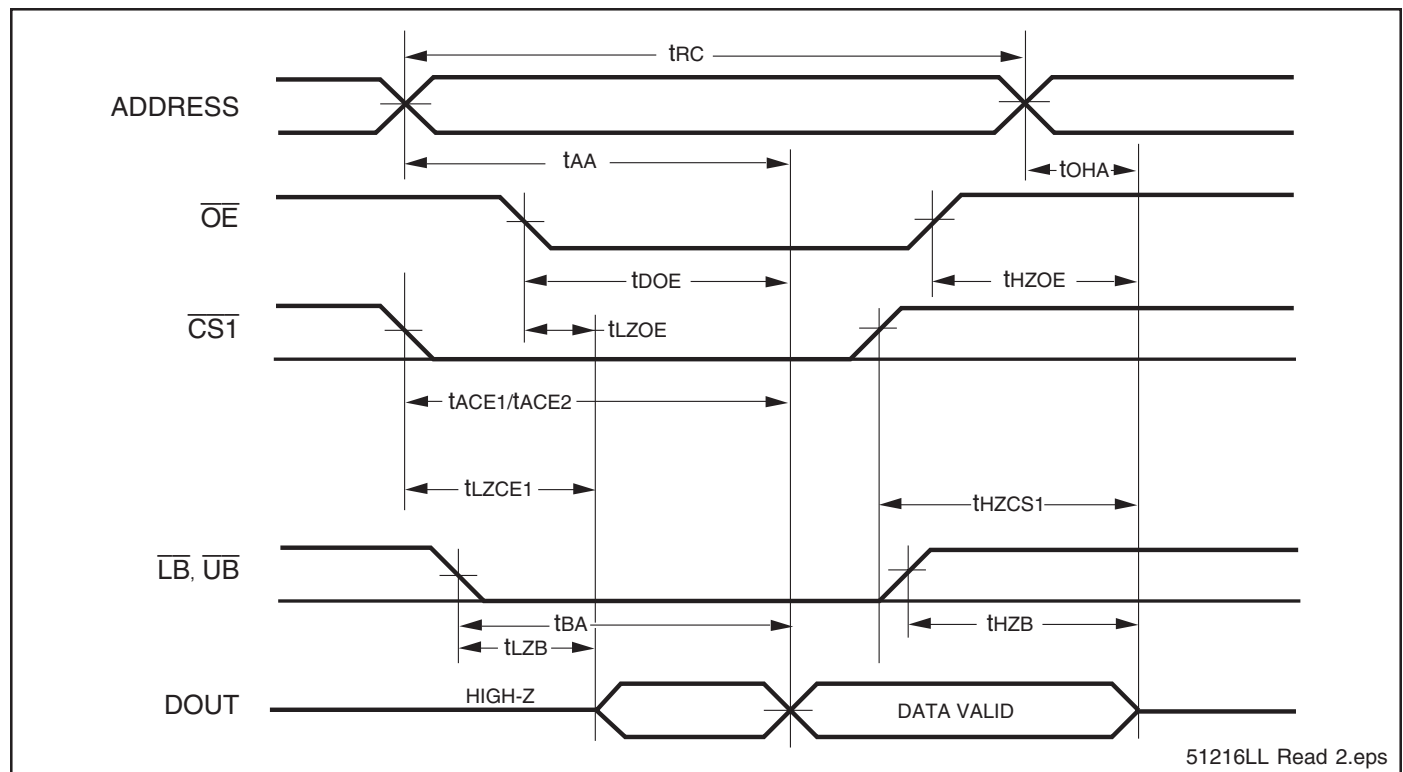 tRC
ADDRESS
tAA
tOHA
OE
tDOE
tHZOE
CS1
tLZOE
tACE1/tACE2
tLZCE1
tHZCS1
LB, UB
tBA
tHZB
tLZB
HIGH-Z
DOUT
DATA VALID
51216LL Read 2.eps